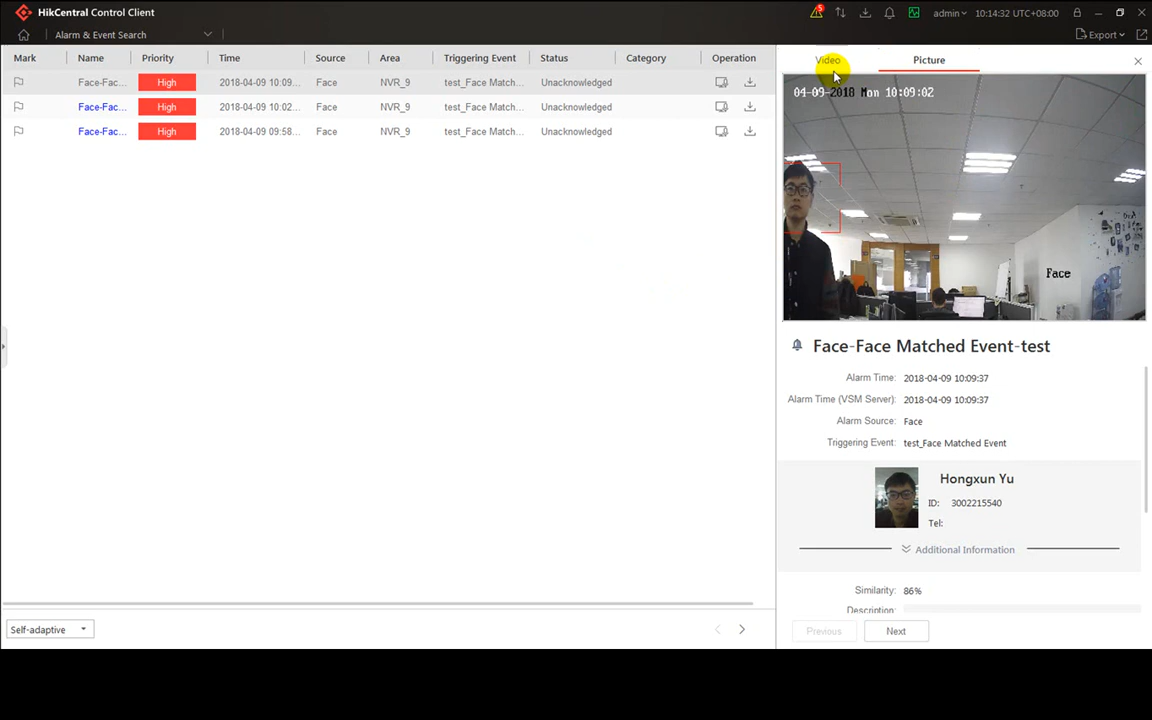 HikCentral Control Client
5
admin
10:14:32 UTC+08:00
Alarm & Event Search
Export
Mark Name Priority Time Source Area Triggering Event Status Category Operation
Face-Fac... High 2018-04-09 10:09... Face NVR_9 test_Face Match... Unacknowledged
Face-Fac... High 2018-04-09 10:02... Face NVR_9 test_Face Match... Unacknowledged
Face-Fac... High 2018-04-09 09:58... Face NVR_9 test_Face Match... Unacknowledged
Video Picture
04-09-2018 Mon 10:09:02
Face
Face-Face Matched Event-test
Alarm Time: 2018-04-09 10:09:37
Alarm Time (VSM Server): 2018-04-09 10:09:37
Alarm Source: Face
Triggering Event: test_Face Matched Event
Hongxun Yu
ID: 3002215540
Tel:
Additional Information
Similarity: 86%
Description:
Previous Next
Self-adaptive